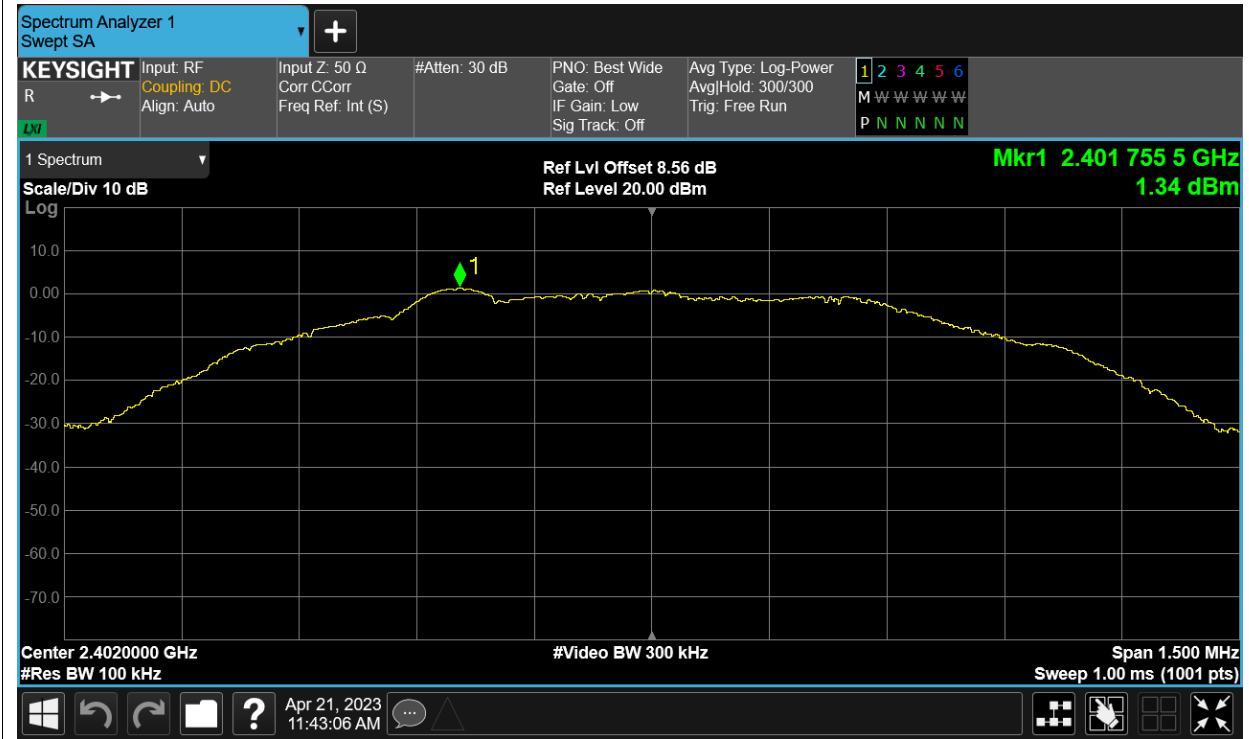 Spectrum Analyzer 1
Swept SA
KEYSIGHT
R
LXI
Input: RF
Coupling: DC
Align: Auto
Input Z: 50 Ω
Corr CCorr
Freq Ref: Int (S)
#Atten: 30 dB
PNO: Best Wide
Gate: Off
IF Gain: Low
Sig Track: Off
Avg Type: Log-Power
Avg|Hold: 300/300
Trig: Free Run
1 2 3 4 5 6
M W W W W W
P N N N N N
1 Spectrum
Scale/Div 10 dB
Log
Ref Lvl Offset 8.56 dB
Ref Level 20.00 dBm
Mkr1 2.401 755 5 GHz
1.34 dBm
10.0
1
0.00
-10.0
-20.0
-30.0
-40.0
-50.0
-60.0
-70.0
Center 2.4020000 GHz
#Res BW 100 kHz
#Video BW 300 kHz
Span 1.500 MHz
Sweep 1.00 ms (1001 pts)
?
Apr 21, 2023
11:43:06 AM